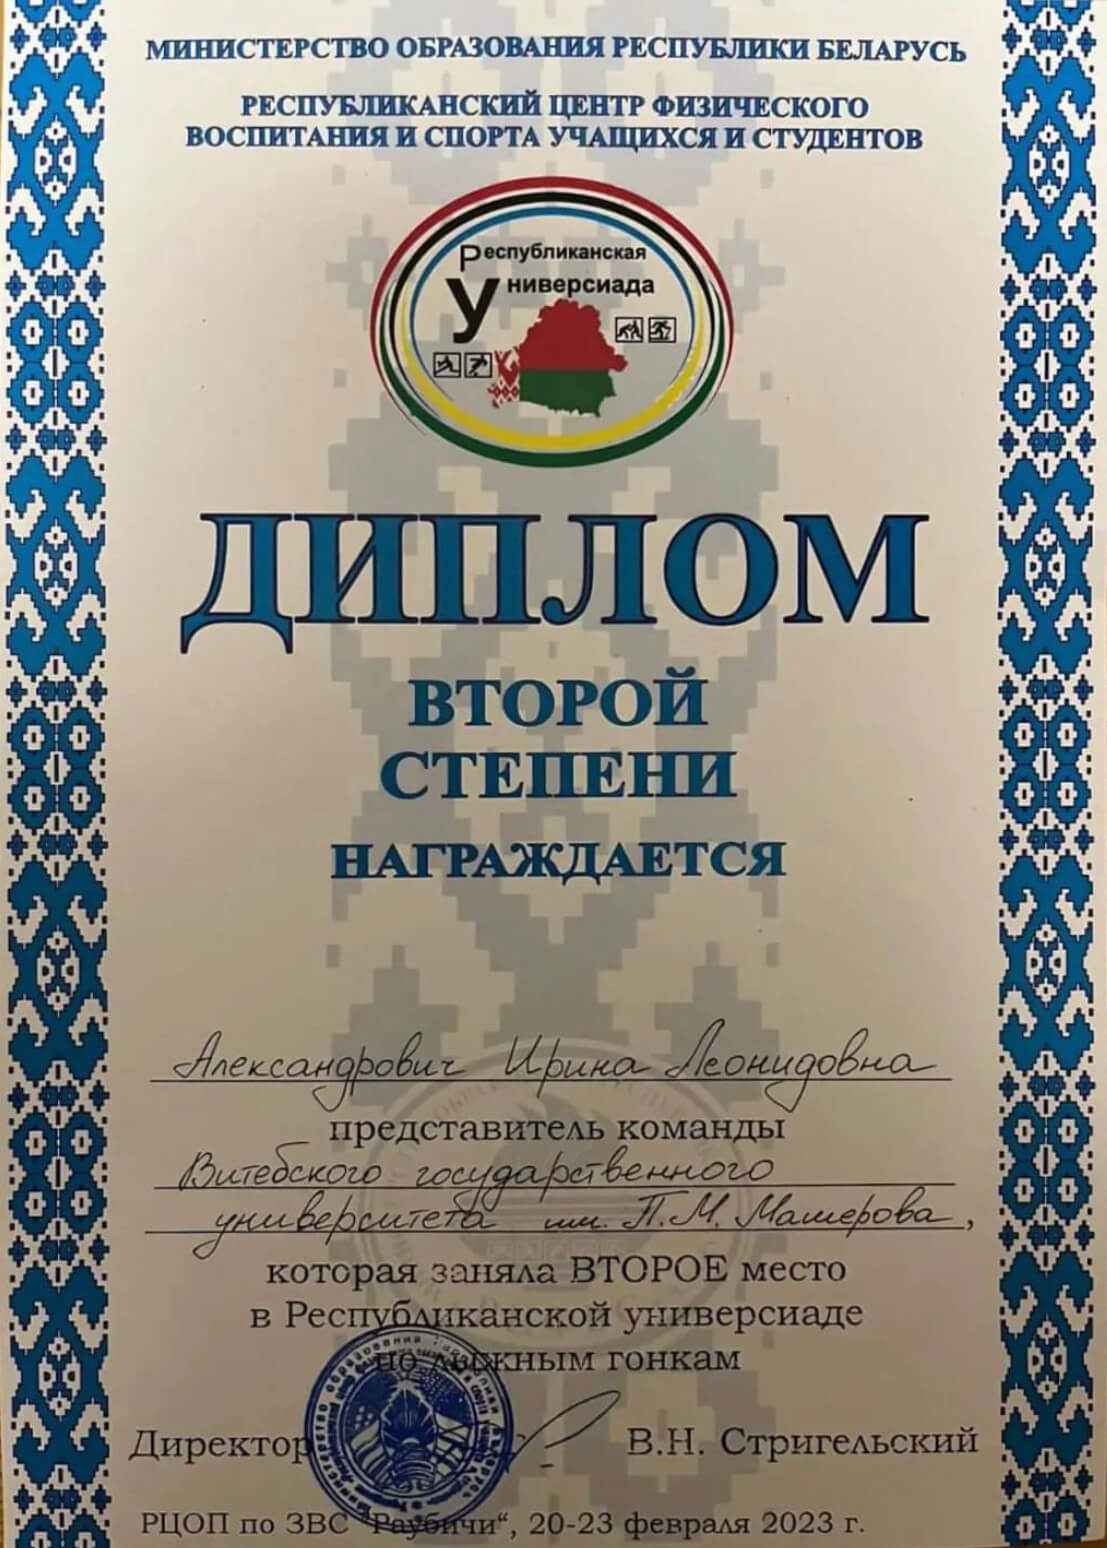 МИНИСТЕРСТВО ОБРАЗОВАНИЯ РЕСПУБЛИКИ БЕЛАРУСЬ
РЕСПУБЛИКАНСКИЙ ЦЕНТР ФИЗИЧЕСКОГО
ВОСПИТАНИЯ И СПОРТА УЧАЩИХСЯ И СТУДЕНТОВ
Республиканская
Универсиада
ДИПЛОМ
ВТОРОЙ
СТЕПЕНИ
НАГРАЖДАЕТСЯ
Александрович Ирина Леонидовна
представитель команды
Витебского государственного
университета им. П.М. Машерова,
которая заняла ВТОРОЕ место
в Республиканской универсиаде
по лыжным гонкам
Директор В.Н. Стригельский
РЦОП по ЗВС "Раубичи“, 20-23 февраля 2023 г.